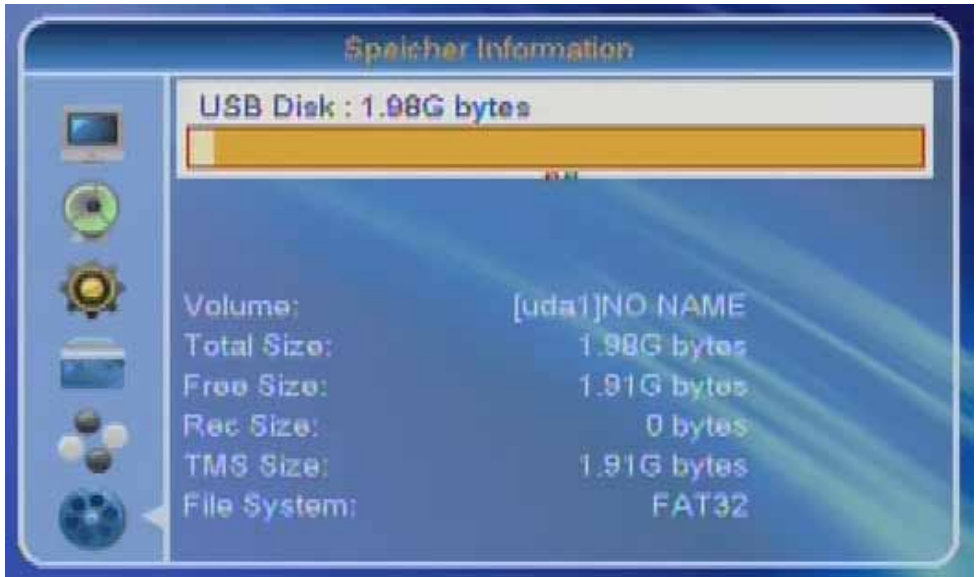 Speicher Information
USB Disk : 1.98G bytes
Volume: [uda1]NO NAME
Total Size: 1.98G bytes
Free Size: 1.91G bytes
Rec Size: 0 bytes
TMS Size: 1.91G bytes
File System: FAT32